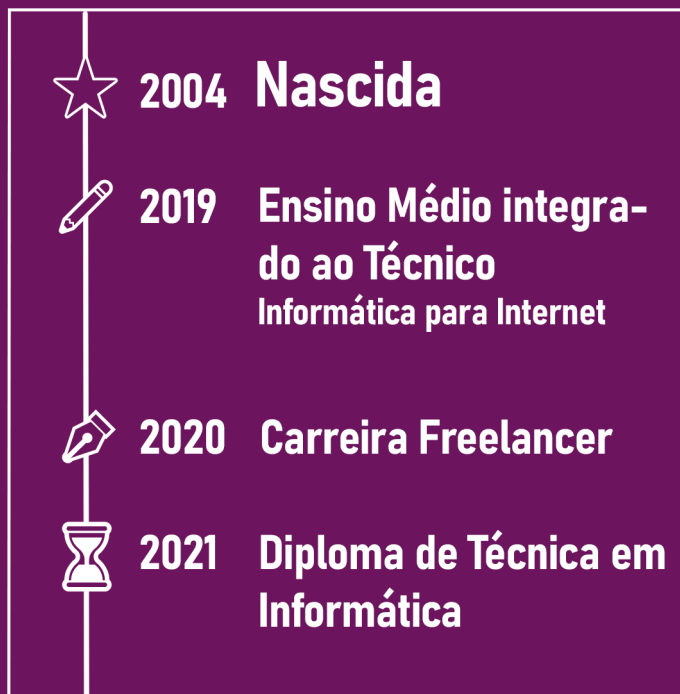 2004 Nascida
2019 Ensino Médio integra-
do ao Técnico
Informática para Internet
2020 Carreira Freelancer
2021 Diploma de Técnica em
Informática